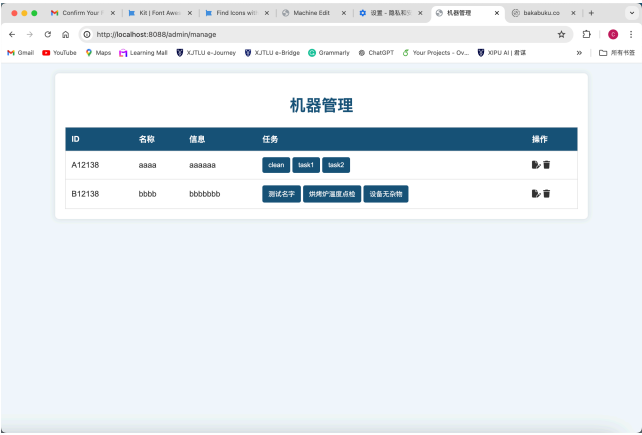 Confirm Your
Kit | Font Awe
Find Icons with
Machine Edit
设置 - 隐私和安
机器管理
bakabuku.co
http://localhost:8088/admin/manage
C
Gmail
YouTube
Maps
Learning Mall
XJTLU e-Journey
XJTLU e-Bridge
Grammarly
ChatGPT
Your Projects - Ov...
XIPU AI | 君谋
所有书签
机器管理
ID 名称 信息 任务 操作
A12138 aaaa aaaaaa clean task1 task2
B12138 bbbb bbbbbbb 测试名字 烘烤炉温度点检 设备无杂物